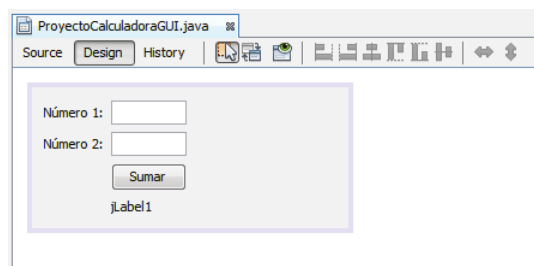 ProyectoCalculadoraGUI.java
Source Design History
Número 1:
Número 2:
Sumar
jLabel1